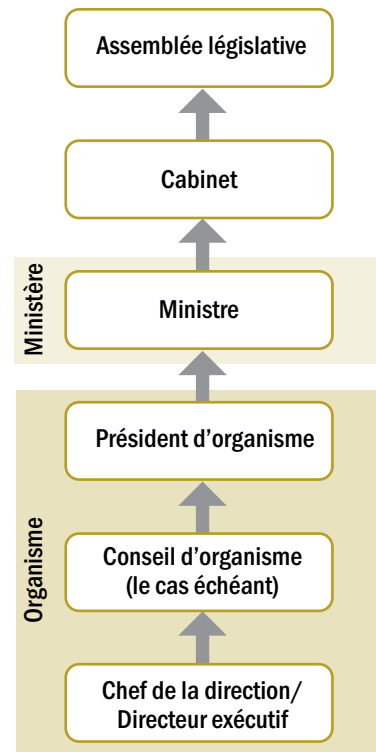 Assemblée législative
Cabinet
Ministère
Ministre
Organisme
Président d’organisme
Conseil d’organisme
(le cas échéant)
Chef de la direction/
Directeur exécutif